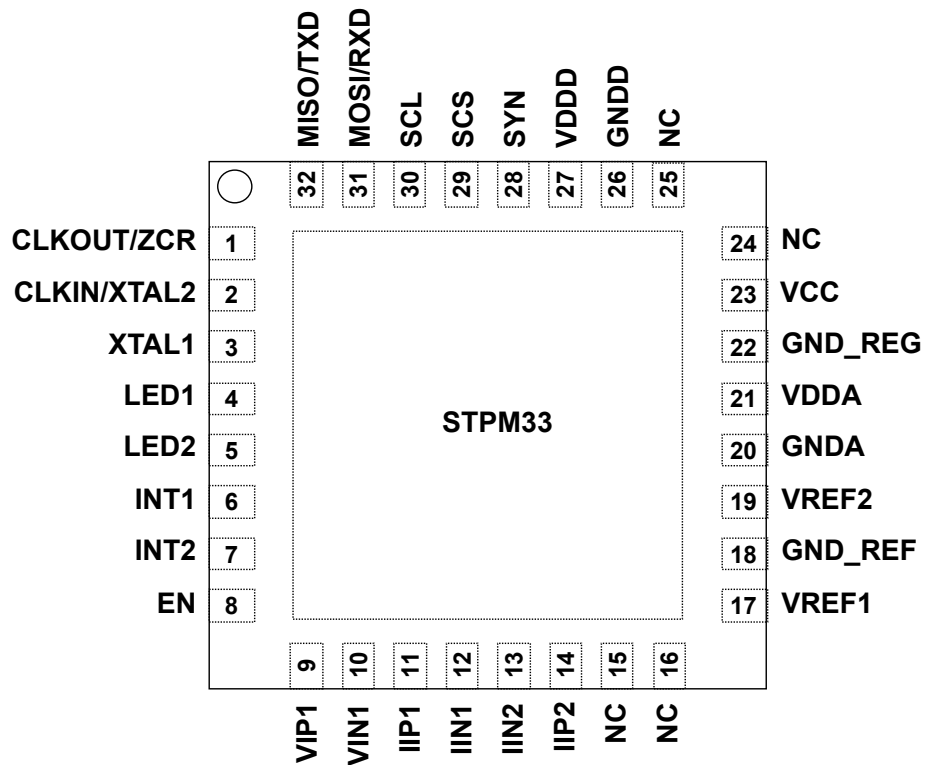 MISO/TXD
MOSI/RXD
SCL
SCS
SYN
VDDD
GNDD
NC
32
31
30
29
28
27
26
25
CLKOUT/ZCR 1
CLKIN/XTAL2 2
XTAL1 3
LED1 4
LED2 5
INT1 6
INT2 7
EN 8
STPM33
24 NC
23 VCC
22 GND_REG
21 VDDA
20 GNDA
19 VREF2
18 GND_REF
17 VREF1
9
10
11
12
13
14
15
16
VIP1
VIN1
IIP1
IIN1
IIN2
IIP2
NC
NC